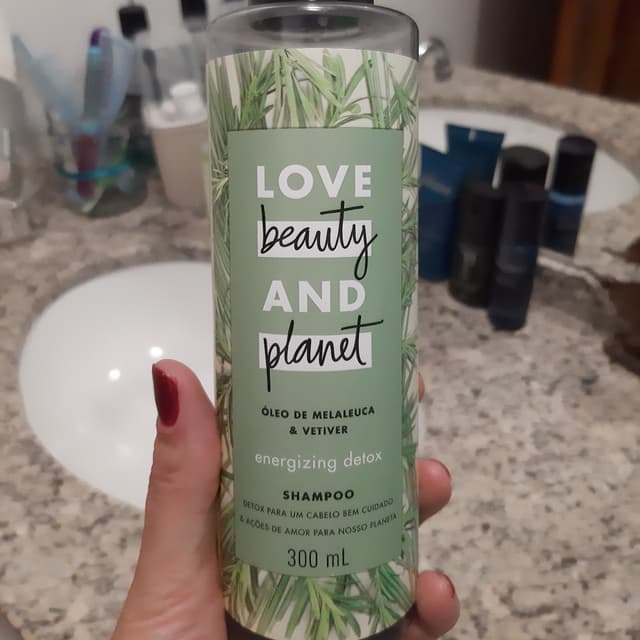 LOVE
beauty
AND
planet
ÓLEO DE MELALEUCA
& VETIVER
energizing detox
SHAMPOO
DETOX PARA UM CABELO BEM CUIDADO
& AÇÕES DE AMOR PARA NOSSO PLANETA
300 mL